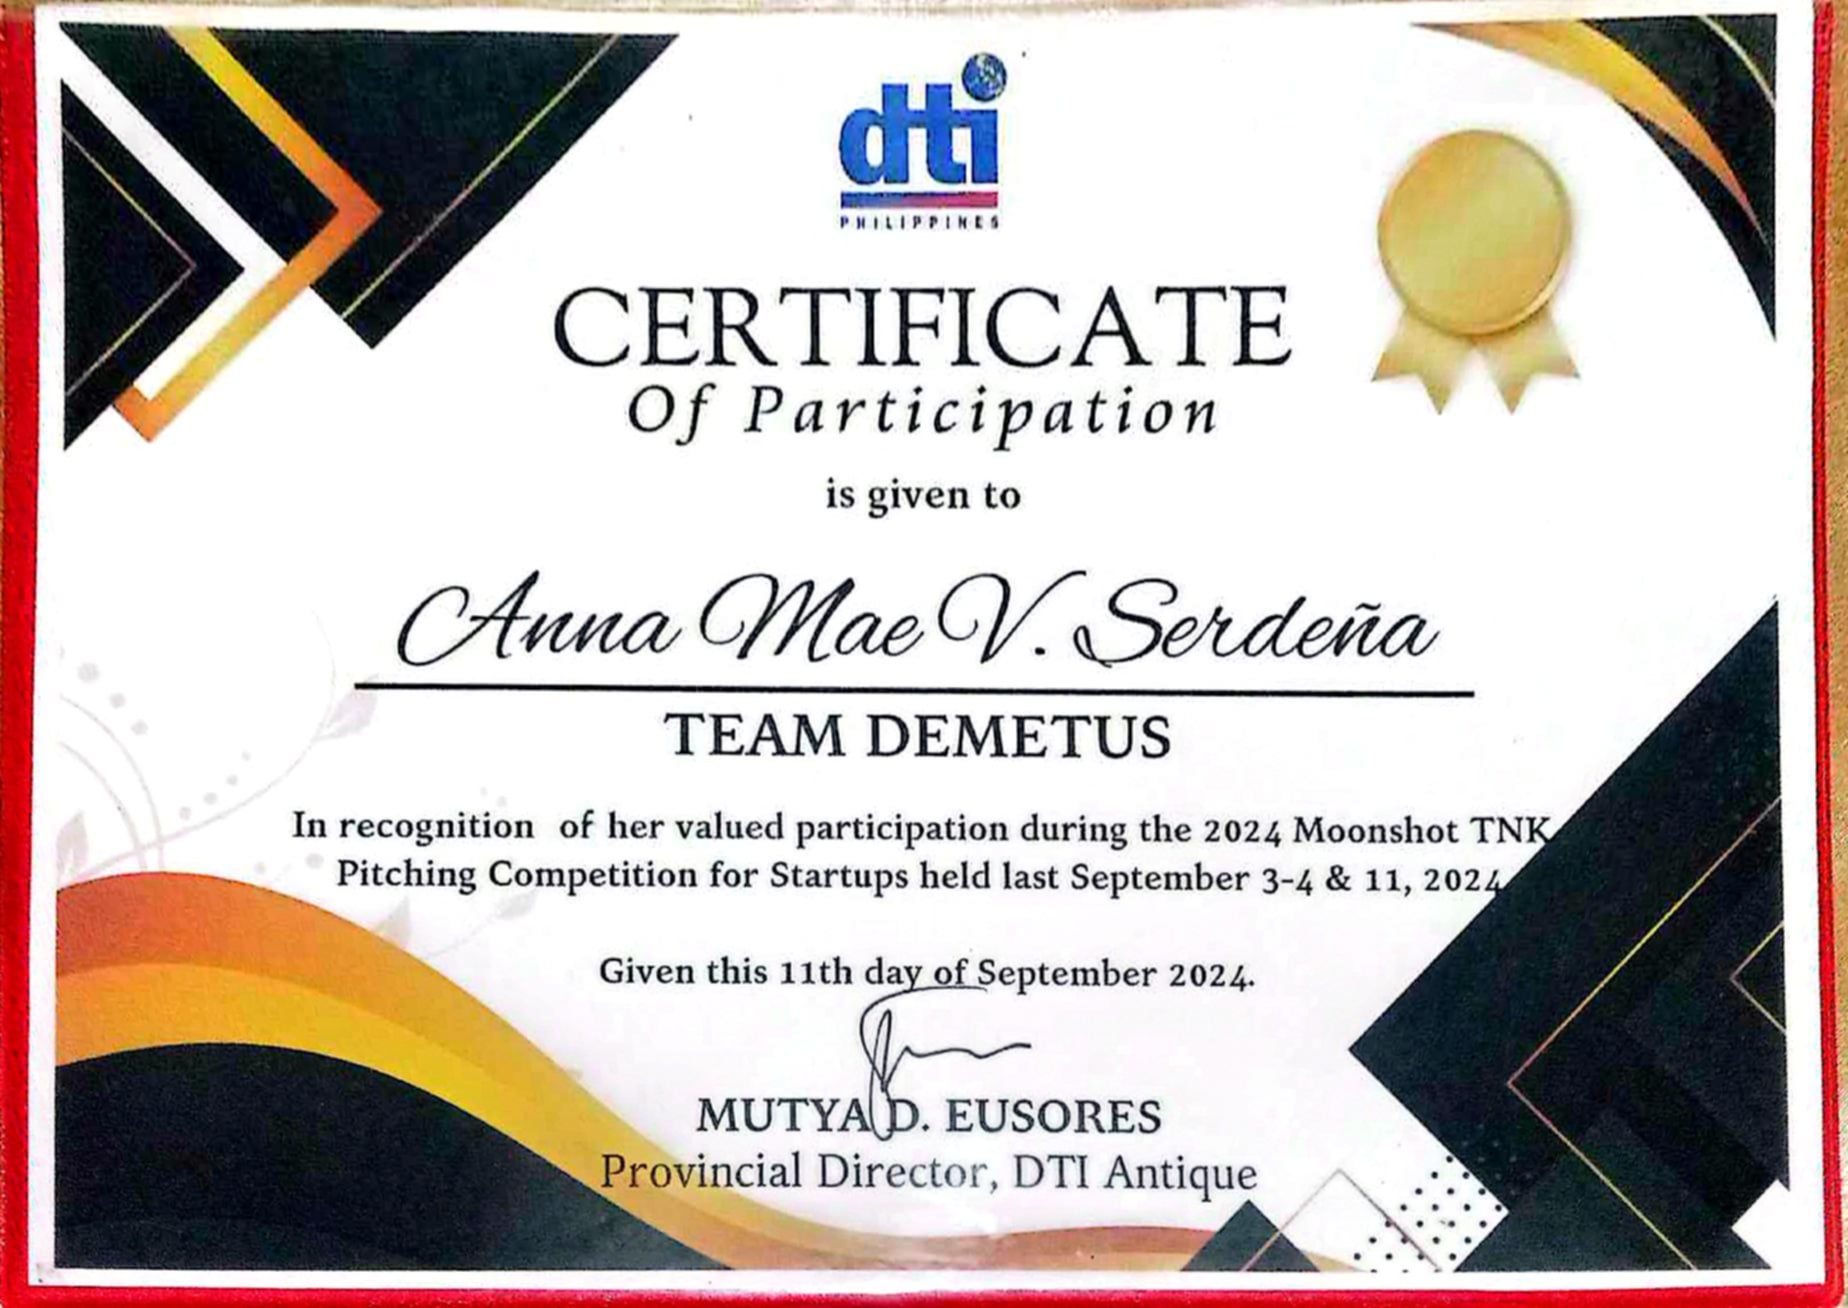 dti
PHILIPPINES
CERTIFICATE
Of Participation
is given to
Anna Mae V. Serdeña
TEAM DEMETUS
In recognition of her valued participation during the 2024 Moonshot TNK
Pitching Competition for Startups held last September 3-4 & 11, 2024
Given this 11th day of September 2024.
MUTYA D. EUSORES
Provincial Director, DTI Antique